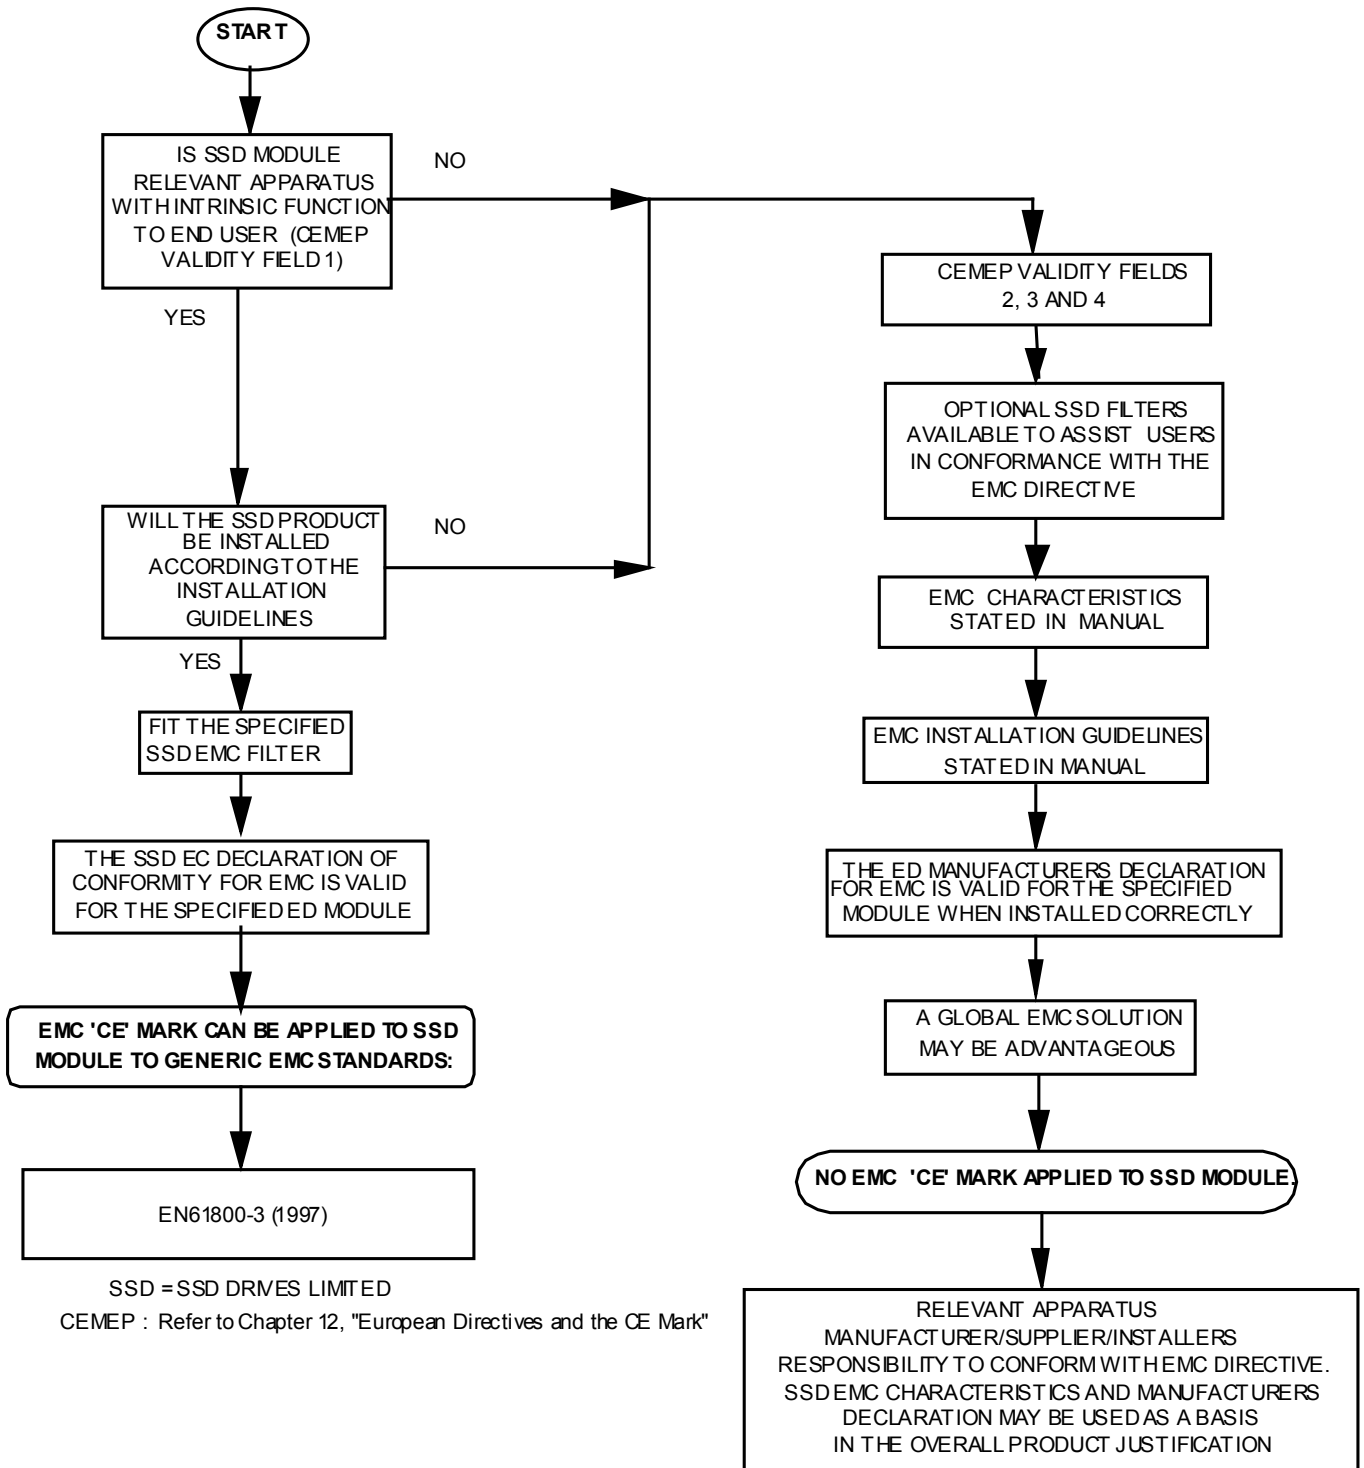 START
IS SSD MODULE
RELEVANT APPARATUS
WITH INTRINSIC FUNCTION
TO END USER (CEMEP
VALIDITY FIELD 1)
NO
YES
WILL THE SSD PRODUCT
BE INSTALLED
ACCORDING TO THE
INSTALLATION
GUIDELINES
NO
YES
FIT THE SPECIFIED
SSD EMC FILTER
THE SSD EC DECLARATION OF
CONFORMITY FOR EMC IS VALID
FOR THE SPECIFIED ED MODULE
EMC 'CE' MARK CAN BE APPLIED TO SSD
MODULE TO GENERIC EMC STANDARDS:
EN61800-3 (1997)
SSD = SSD DRIVES LIMITED
CEMEP : Refer to Chapter 12, "European Directives and the CE Mark"
CEMEP VALIDITY FIELDS
2, 3 AND 4
OPTIONAL SSD FILTERS
AVAILABLE TO ASSIST USERS
IN CONFORMANCE WITH THE
EMC DIRECTIVE
EMC CHARACTERISTICS
STATED IN MANUAL
EMC INSTALLATION GUIDELINES
STATED IN MANUAL
THE ED MANUFACTURERS DECLARATION
FOR EMC IS VALID FOR THE SPECIFIED
MODULE WHEN INSTALLED CORRECTLY
A GLOBAL EMC SOLUTION
MAY BE ADVANTAGEOUS
NO EMC 'CE' MARK APPLIED TO SSD MODULE.
RELEVANT APPARATUS
MANUFACTURER/SUPPLIER/INSTALLERS
RESPONSIBILITY TO CONFORM WITH EMC DIRECTIVE.
SSD EMC CHARACTERISTICS AND MANUFACTURERS
DECLARATION MAY BE USED AS A BASIS
IN THE OVERALL PRODUCT JUSTIFICATION